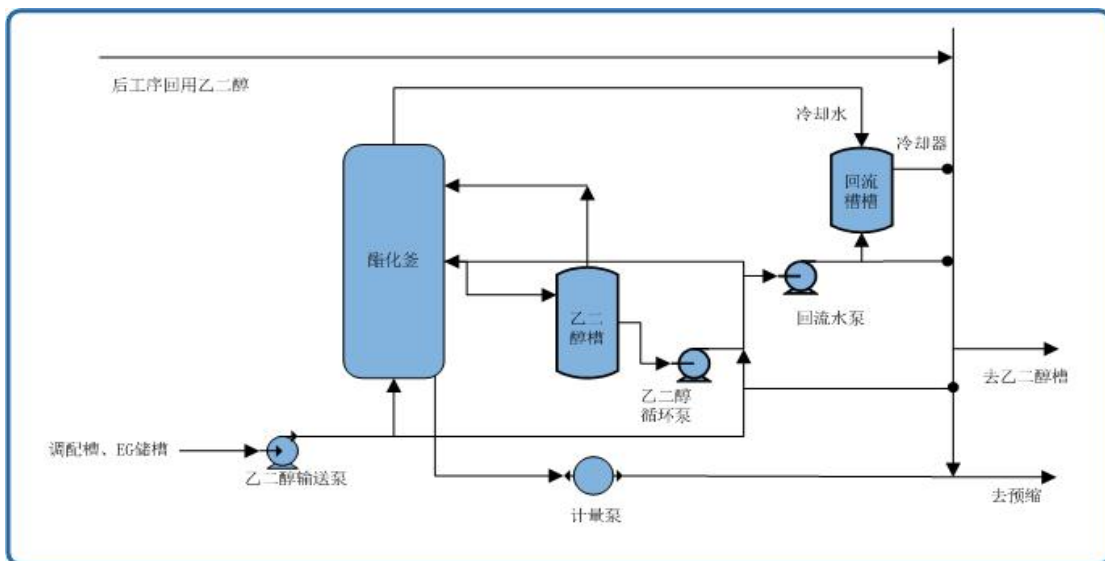 后工序回用乙二醇
冷却水
冷却器
回流
槽槽
酯化釜
乙二
醇槽
回流水泵
乙二醇
循环泵
去乙二醇槽
调配槽、EG储槽
乙二醇输送泵
计量泵
去预缩